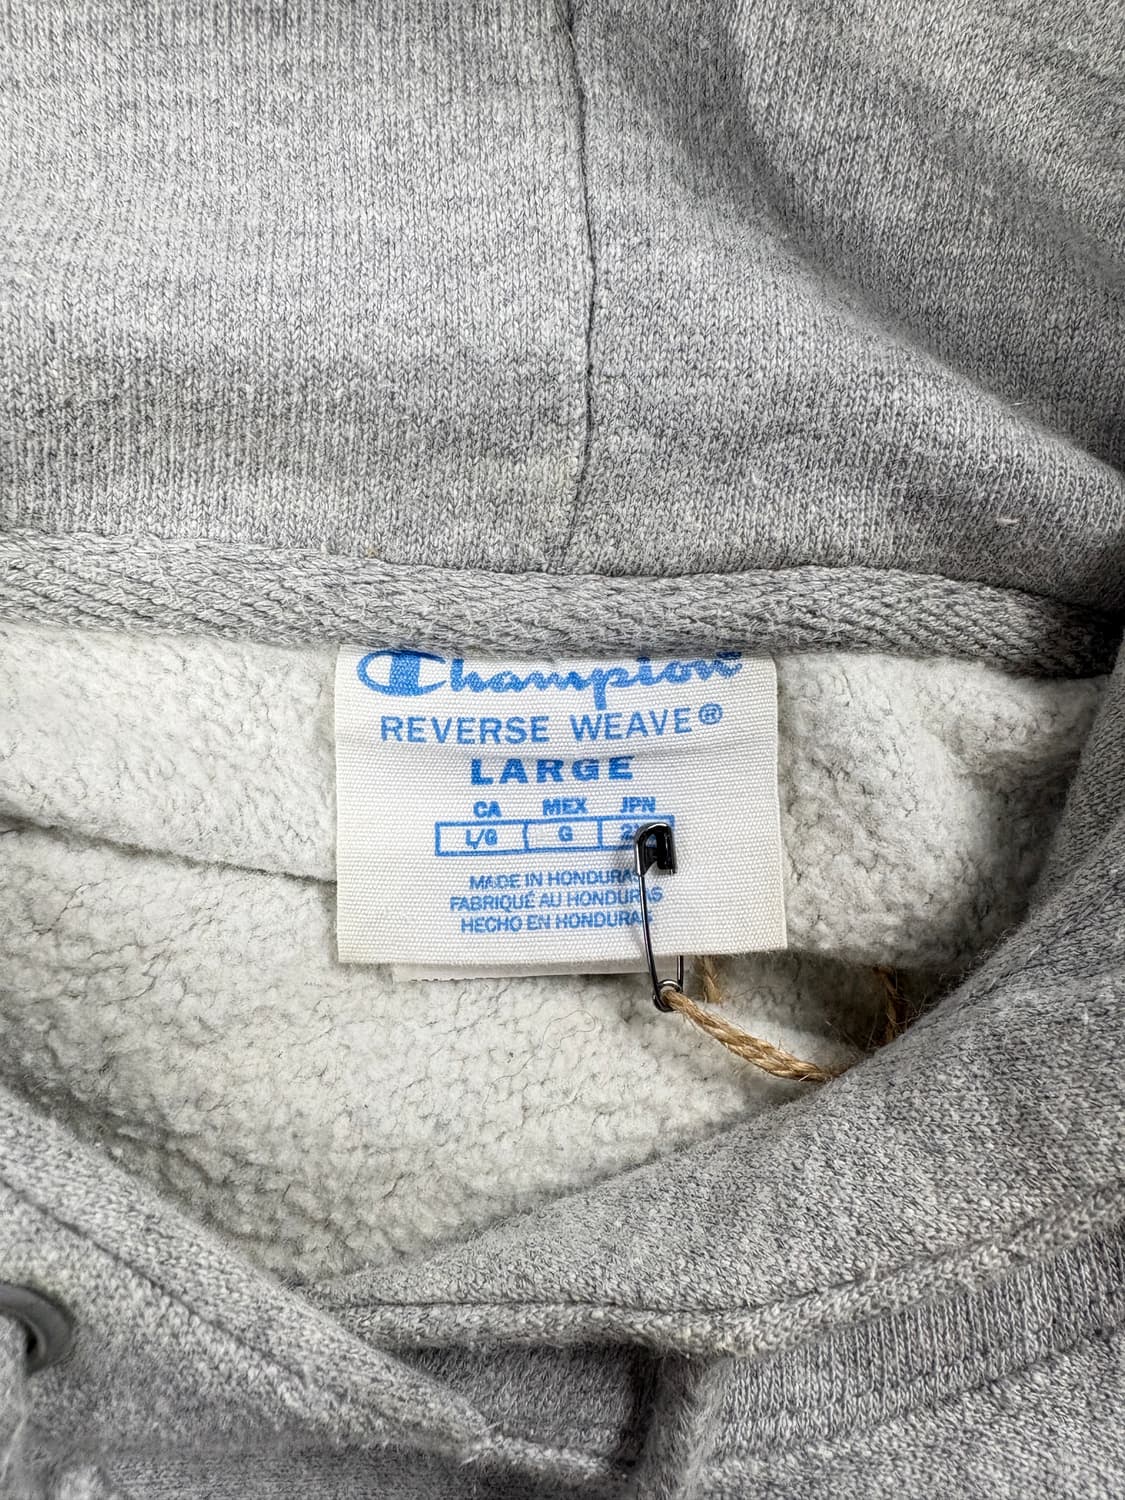 Champion®
REVERSE WEAVE®
LARGE
CA MEX JPN
L/G G
MADE IN HONDURAS
FABRIQUÉ AU HONDURAS
HECHO EN HONDURAS